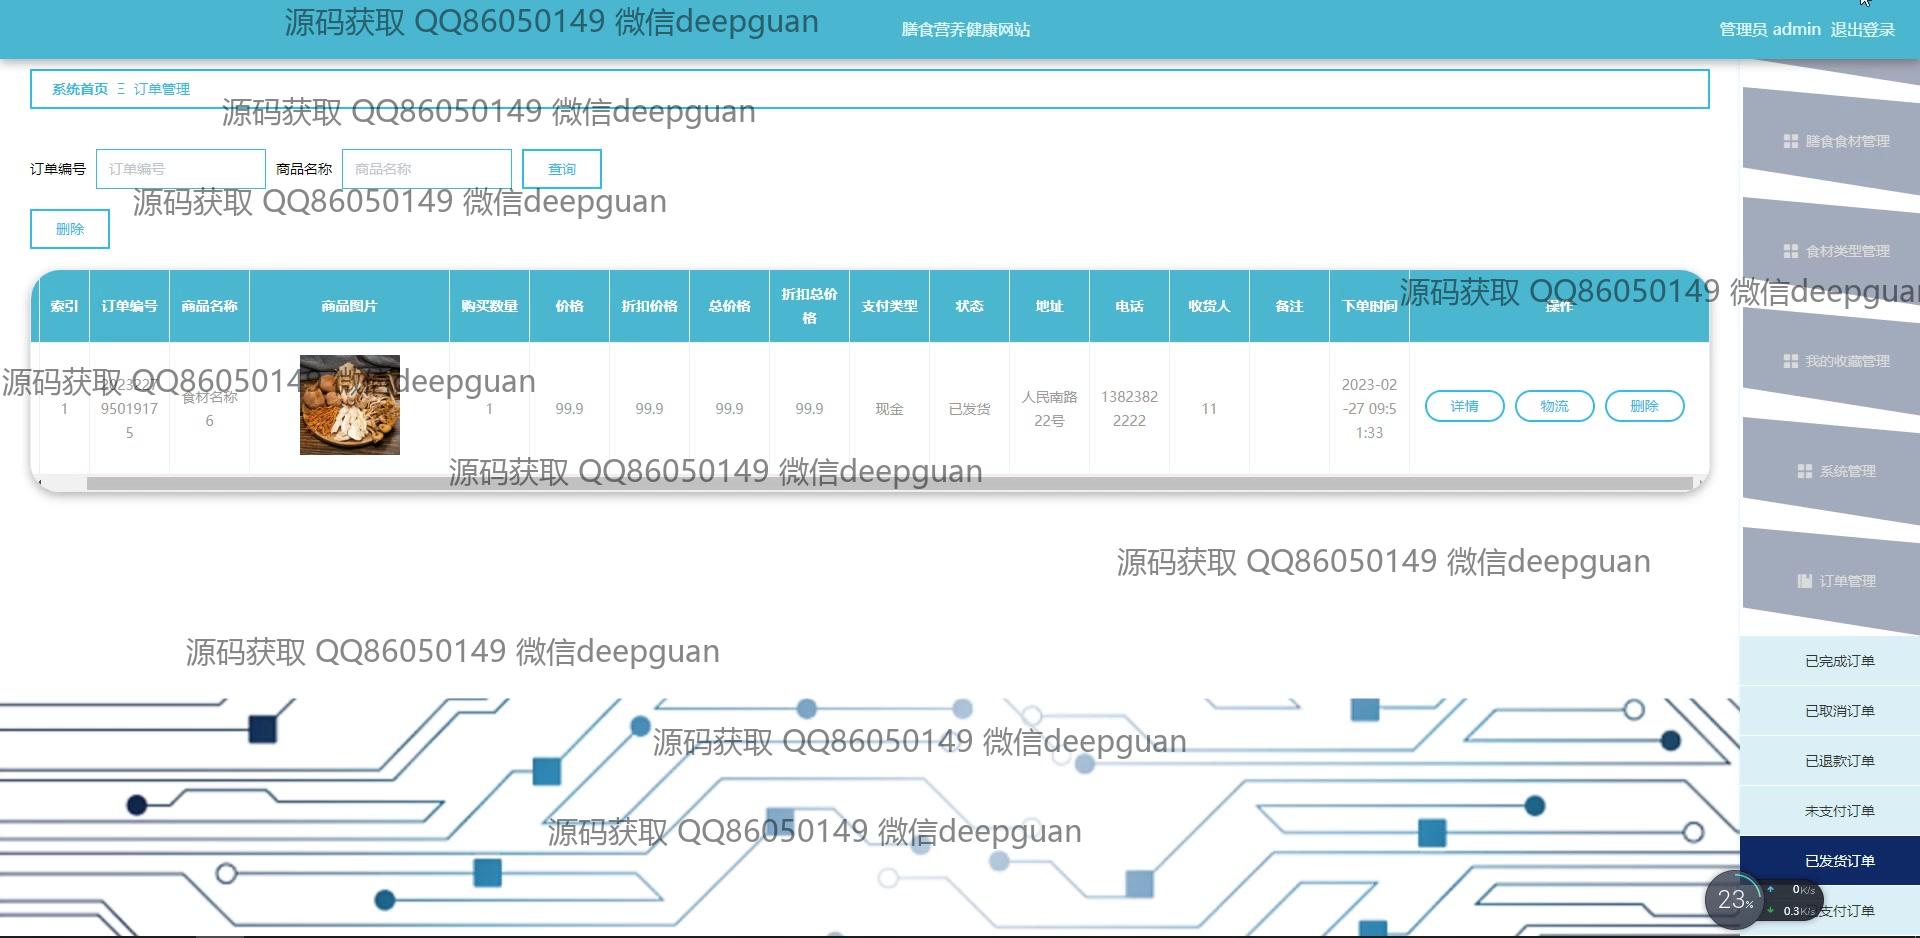 源码获取 QQ86050149 微信deepguan
膳食营养健康网站
管理员 admin 退出登录
系统首页 Ξ 订单管理
源码获取 QQ86050149 微信deepguan
订单编号 订单编号 商品名称 商品名称 查询
源码获取 QQ86050149 微信deepguan
删除
膳食食材管理
食材类型管理
源码获取 QQ86050149 微信deepguan
索引 订单编号 商品名称 商品图片 购买数量 价格 折扣价格 总价格 折扣总价格 支付类型 状态 地址 电话 收货人 备注 下单时间 操作
我的收藏管理
源码获取 QQ86050149 微信deepguan
1
2023227
9501917
5
食材名称
6
1 99.9 99.9 99.9 99.9 现金 已发货
人民南路
22号
1382382
2222
11
2023-02
-27 09:5
1:33
详情 物流 删除
源码获取 QQ86050149 微信deepguan
系统管理
源码获取 QQ86050149 微信deepguan
订单管理
源码获取 QQ86050149 微信deepguan
已完成订单
已取消订单
源码获取 QQ86050149 微信deepguan
已退款订单
未支付订单
源码获取 QQ86050149 微信deepguan
已发货订单
23%
0K/s
0.3K/s
支付订单